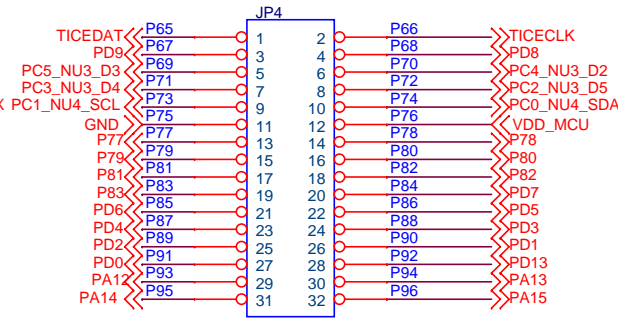 JP4
TICEDAT P65 1 2 P66 TICECLK
PD9 P67 3 4 P68 PD8
PC5_NU3_D3 P69 5 6 P70 PC4_NU3_D2
PC3_NU3_D4 P71 7 8 P72 PC2_NU3_D5
X PC1_NU4_SCL P73 9 10 P74 PC0_NU4_SDA
GND P75 11 12 P76 VDD_MCU
P77 P77 13 14 P78 P78
P79 P79 15 16 P80 P80
P81 P81 17 18 P82 P82
P83 P83 19 20 P84 PD7
PD6 P85 21 22 P86 PD5
PD4 P87 23 24 P88 PD3
PD2 P89 25 26 P90 PD1
PD0 P91 27 28 P92 PD13
PA12 P93 29 30 P94 PA13
PA14 P95 31 32 P96 PA15